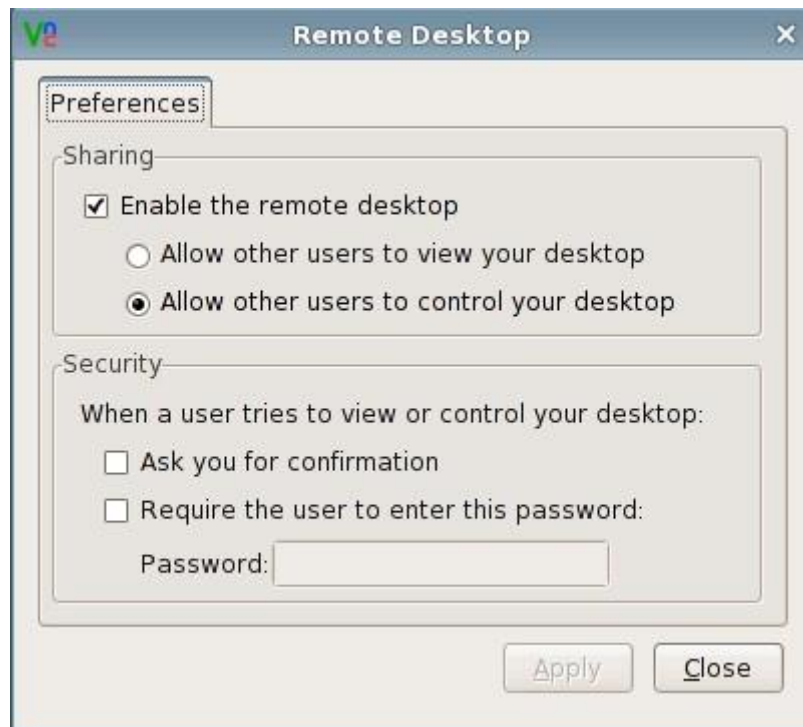 Remote Desktop
Preferences
Sharing
Enable the remote desktop
Allow other users to view your desktop
Allow other users to control your desktop
Security
When a user tries to view or control your desktop:
Ask you for confirmation
Require the user to enter this password:
Password:
Apply Close